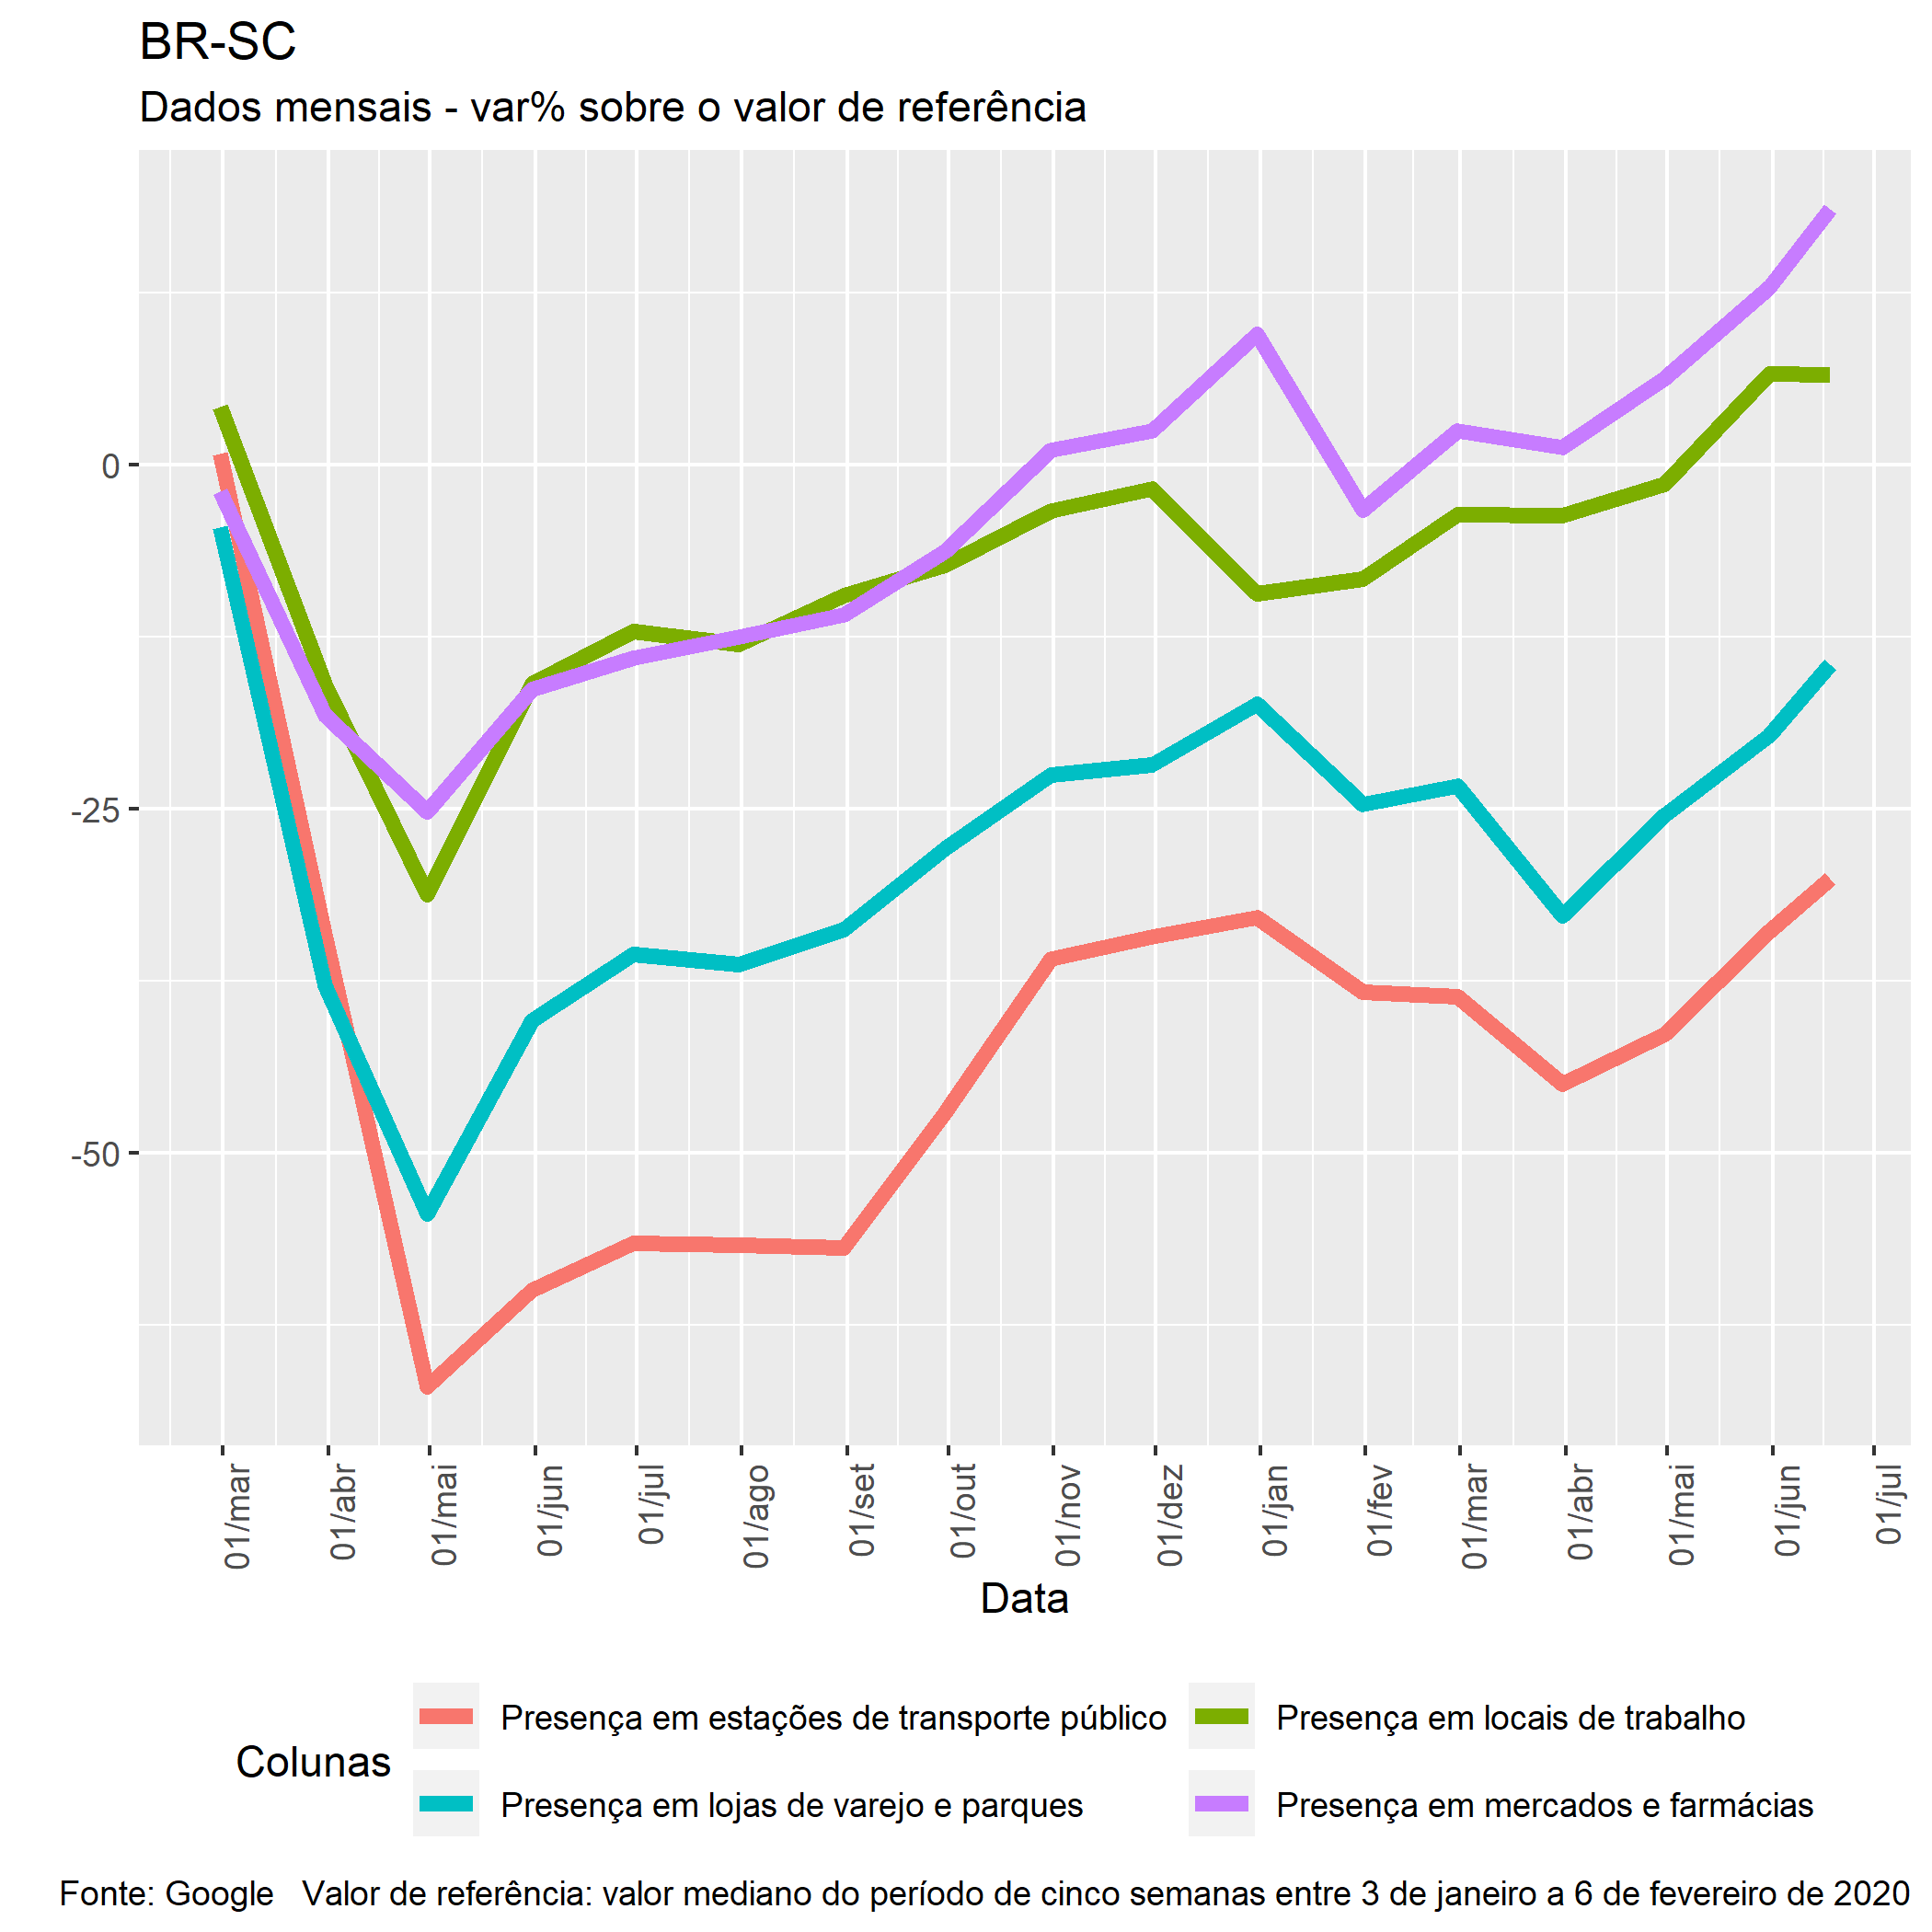 BR-SC
Dados mensais - var% sobre o valor de referência
0
-25
-50
01/mar
01/abr
01/mai
01/jun
01/jul
01/ago
01/set
01/out
01/nov
01/dez
01/jan
01/fev
01/mar
01/abr
01/mai
01/jun
01/jul
Data
Colunas
Presença em estações de transporte público
Presença em locais de trabalho
Presença em lojas de varejo e parques
Presença em mercados e farmácias
Fonte: Google   Valor de referência: valor mediano do período de cinco semanas entre 3 de janeiro a 6 de fevereiro de 2020